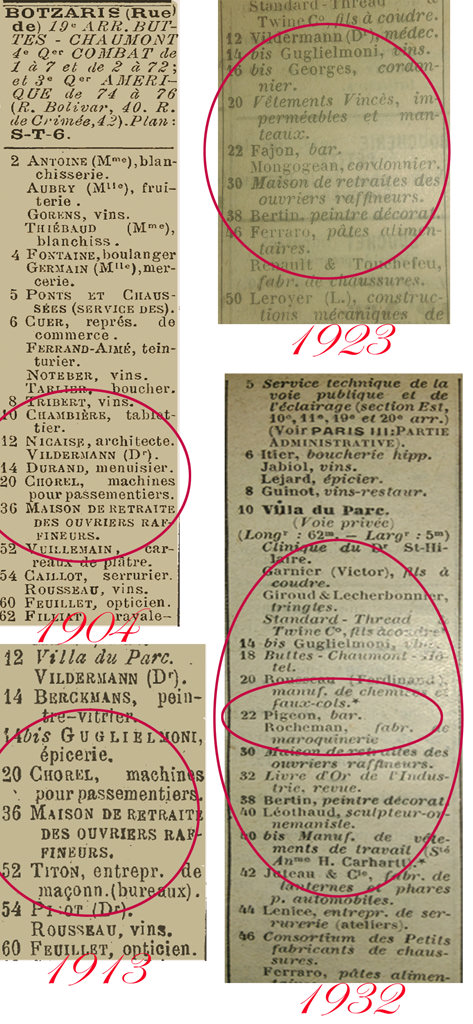 BOTZARIS (Rue
de) 19e ARR. BUT-
TES - CHAUMONT
4e Qer COMBAT de
1 à 7 et de 2 à 72;
et 3e Qer AMÉRI-
QUE de 74 à 76
(R. Bolivar, 40. R.
de Crimée, 42). Plan:
S-T-6.
2 ANTOINE (Mme), blan-
chisserie.
AUBRY (Mlle), frui-
terie.
GORENS, vins.
THIÉBAUD (Mme),
blanchiss.
4 FONTAINE, boulanger
GERMAIN (Mlle), mer-
cerie.
5 PONTS ET CHAUS-
SÉES (SERVICE DES).
6 CUER, représ. de
commerce.
FERRAND-AIMÉ, tein-
turier.
NOTEBER, vins.
TARLIER, boucher.
8 TRIBERT, vins.
10 CHAMBIÈRE, tablet-
tier.
12 NICAISE, architecte.
VILDERMANN (Dr).
14 DURAND, menuisier.
20 CHOREL, machines
pour passementiers.
36 MAISON DE RETRAITE
DES OUVRIERS RAF-
FINEURS.
52 VUILLEMAIN, car-
reaux de plâtre.
54 CAILLOT, serrurier.
ROUSSEAU, vins.
60 FEUILLET, opticien.
62 FILLIAT, ravale-
1904
12 Villa du Parc.
VILDERMANN (Dr).
14 BERCKMANS, pein-
tre-vitrier.
14bis GUGLIELMONI,
épicerie.
20 CHOREL, machines
pour passementiers.
36 MAISON DE RETRAITE
DES OUVRIERS RAF-
FINEURS.
52 TITON, entrepr. de
maçonn. (bureaux).
54 (Dr).
ROUSSEAU, vins.
60 FEUILLET, opticien.
1913
Standard-Thread &
Twine Co, fils à coudre.
12 Vildermann (Dr), médec.
14 bis Guglielmoni, vins.
16 bis Georges, cordon-
nier.
20 Vêtements Vincès, im-
perméables et man-
teaux.
22 Fajon, bar.
Mongogean, cordonnier.
30 Maison de retraites des
ouvriers raffineurs.
38 Bertin, peintre décorat.
46 Ferraro, pâtes alimen-
taires.
Renault & Touchefeu,
fabr. de chaussures.
50 Leroyer (L.), construc-
tions mécaniques de
1923
5 Service technique de la
voie publique et de
l'éclairage (section Est,
10e, 11e, 19e et 20e arr.)
(Voir PARIS III: PARTIE
ADMINISTRATIVE).
6 Itier, boucherie hipp.
Jabiol, vins.
Lejard, épicier.
8 Guinot, vins-restaur.
10 Villa du Parc.
(Voie privée)
(Longr : 62m. — Largr : 5m)
Clinique du Dr St-Hi-
laire.
Garnier (Victor), fils à
coudre.
Giroud & Lecherbonnier,
tringles.
Standard - Thread &
Twine Co, fils à coudre*
14 bis Guglielmoni, vins.
18 Buttes - Chaumont - Hô-
tel.
20 Rousseau (Ferdinand),
manuf. de chemises et
faux-cols.*
22 Pigeon, bar.
Rocheman, fabr. de
maroquinerie
30 Maison de retraites des
ouvriers raffineurs.
32 Livre d'Or de l'Indus-
trie, revue.
38 Bertin, peintre décorat
40 Léothaud, sculpteur-or-
nemaniste.
40 bis Manuf. de vête-
ments de travail (Sté
Anme H. Carhartt).*
42 & Cie, fabr. de
lanternes et phares
p. automobiles.
44 Lenice, entrepr. de ser-
rurerie (ateliers).
46 Consortium des Petits
fabricants de chaus-
sures.
Ferraro, pâtes alimen-
1932